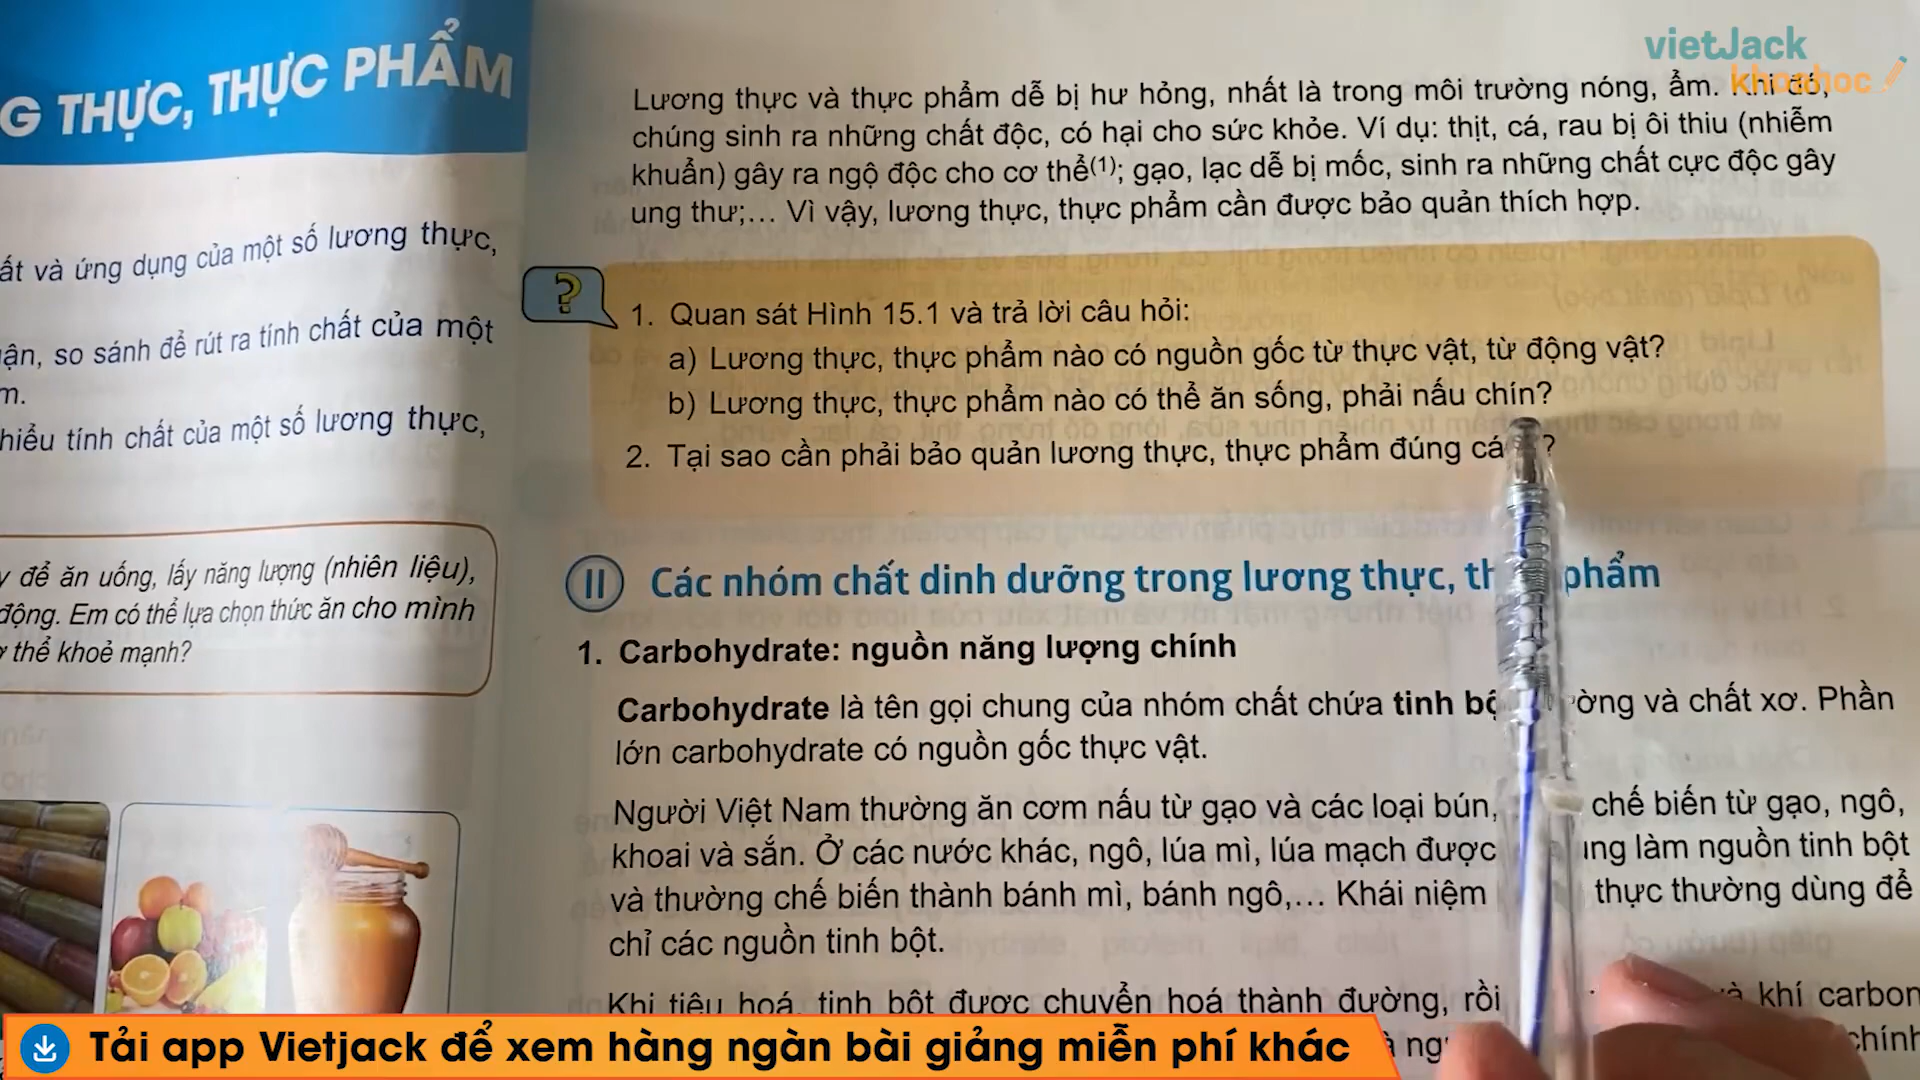 G THỰC, THỰC PHẨM
ất và ứng dụng của một số lương thực,
ận, so sánh để rút ra tính chất của một
m.
hiểu tính chất của một số lương thực,
y để ăn uống, lấy năng lượng (nhiên liệu),
động. Em có thể lựa chọn thức ăn cho mình
thể khoẻ mạnh?
vietJack
khoahoc
Lương thực và thực phẩm dễ bị hư hỏng, nhất là trong môi trường nóng, ẩm. Khi đó,
chúng sinh ra những chất độc, có hại cho sức khỏe. Ví dụ: thịt, cá, rau bị ôi thiu (nhiễm
khuẩn) gây ra ngộ độc cho cơ thể(1); gạo, lạc dễ bị mốc, sinh ra những chất cực độc gây
ung thư;... Vì vậy, lương thực, thực phẩm cần được bảo quản thích hợp.
?
1. Quan sát Hình 15.1 và trả lời câu hỏi:
a) Lương thực, thực phẩm nào có nguồn gốc từ thực vật, từ động vật?
b) Lương thực, thực phẩm nào có thể ăn sống, phải nấu chín?
2. Tại sao cần phải bảo quản lương thực, thực phẩm đúng cá ?
II Các nhóm chất dinh dưỡng trong lương thực, th phẩm
1. Carbohydrate: nguồn năng lượng chính
Carbohydrate là tên gọi chung của nhóm chất chứa tinh bộ ường và chất xơ. Phần
lớn carbohydrate có nguồn gốc thực vật.
Người Việt Nam thường ăn cơm nấu từ gạo và các loại bún, chế biến từ gạo, ngô,
khoai và sắn. Ở các nước khác, ngô, lúa mì, lúa mạch được ung làm nguồn tinh bột
và thường chế biến thành bánh mì, bánh ngô,... Khái niệm thực thường dùng để
chỉ các nguồn tinh bột.
Khi tiêu hoá, tinh bột được chuyển hoá thành đường, rồi và khí carbon
chính
Tải app Vietjack để xem hàng ngàn bài giảng miễn phí khác